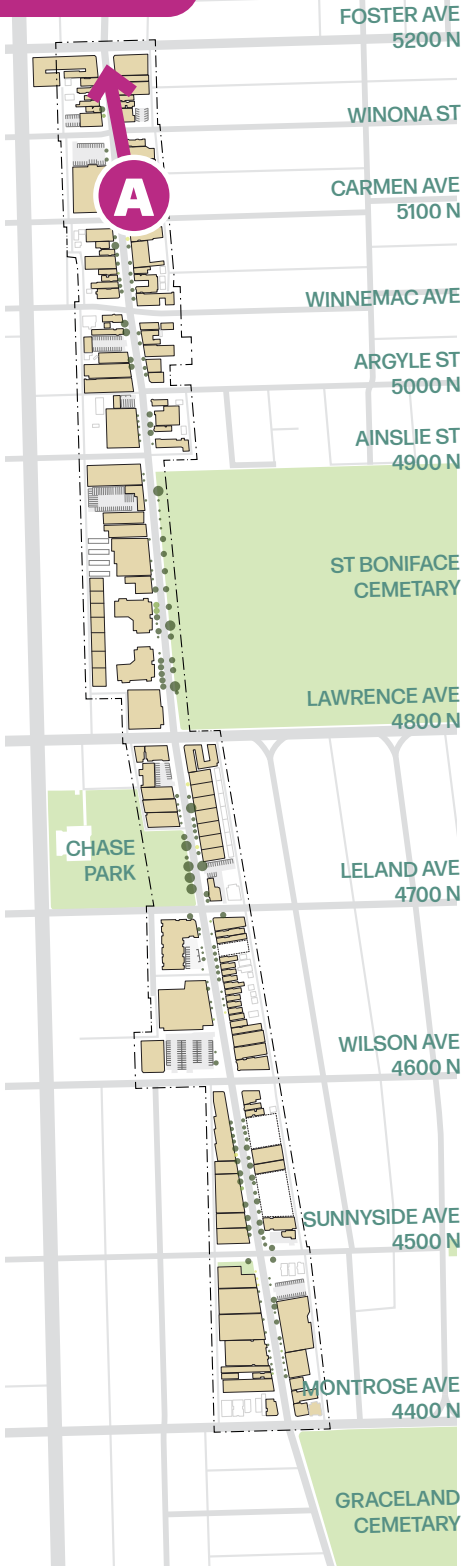 FOSTER AVE
5200 N
WINONA ST
CARMEN AVE
5100 N
A
WINNEMAC AVE
ARGYLE ST
5000 N
AINSLIE ST
4900 N
ST BONIFACE
CEMETARY
LAWRENCE AVE
4800 N
CHASE
PARK
LELAND AVE
4700 N
WILSON AVE
4600 N
SUNNYSIDE AVE
4500 N
MONTROSE AVE
4400 N
GRACELAND
CEMETARY